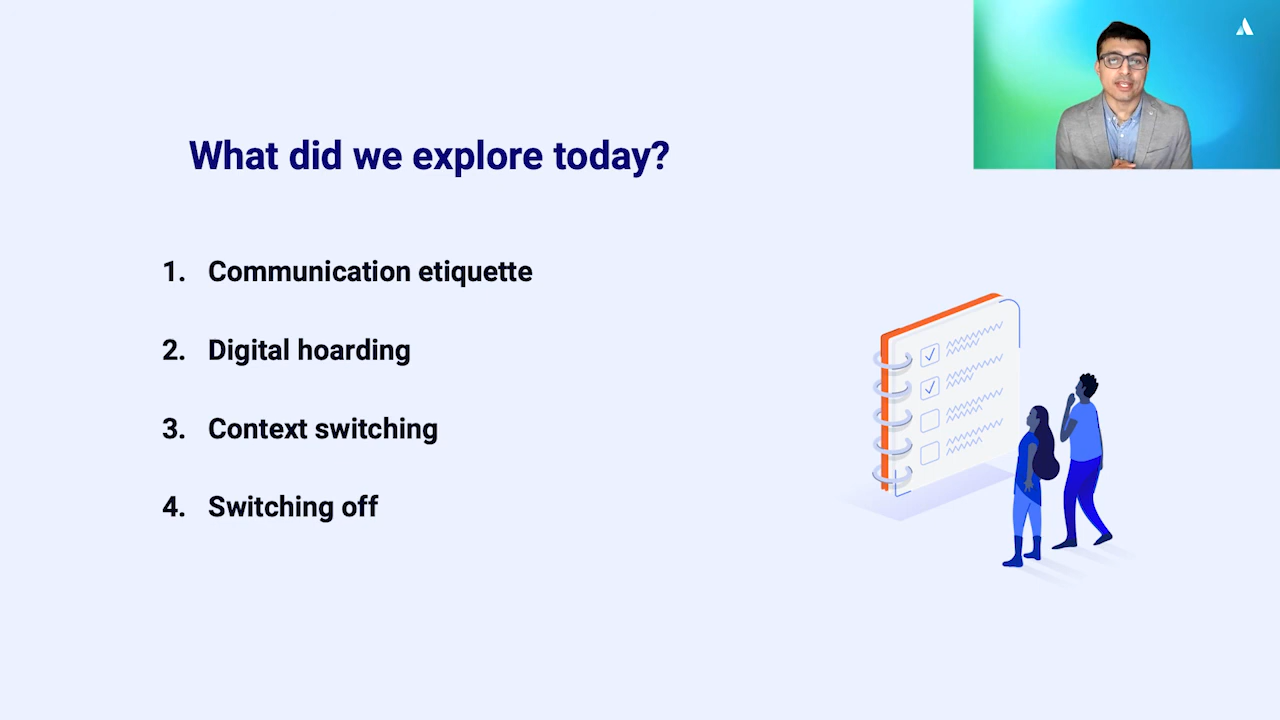 What did we explore today?
1. Communication etiquette
2. Digital hoarding
3. Context switching
4. Switching off